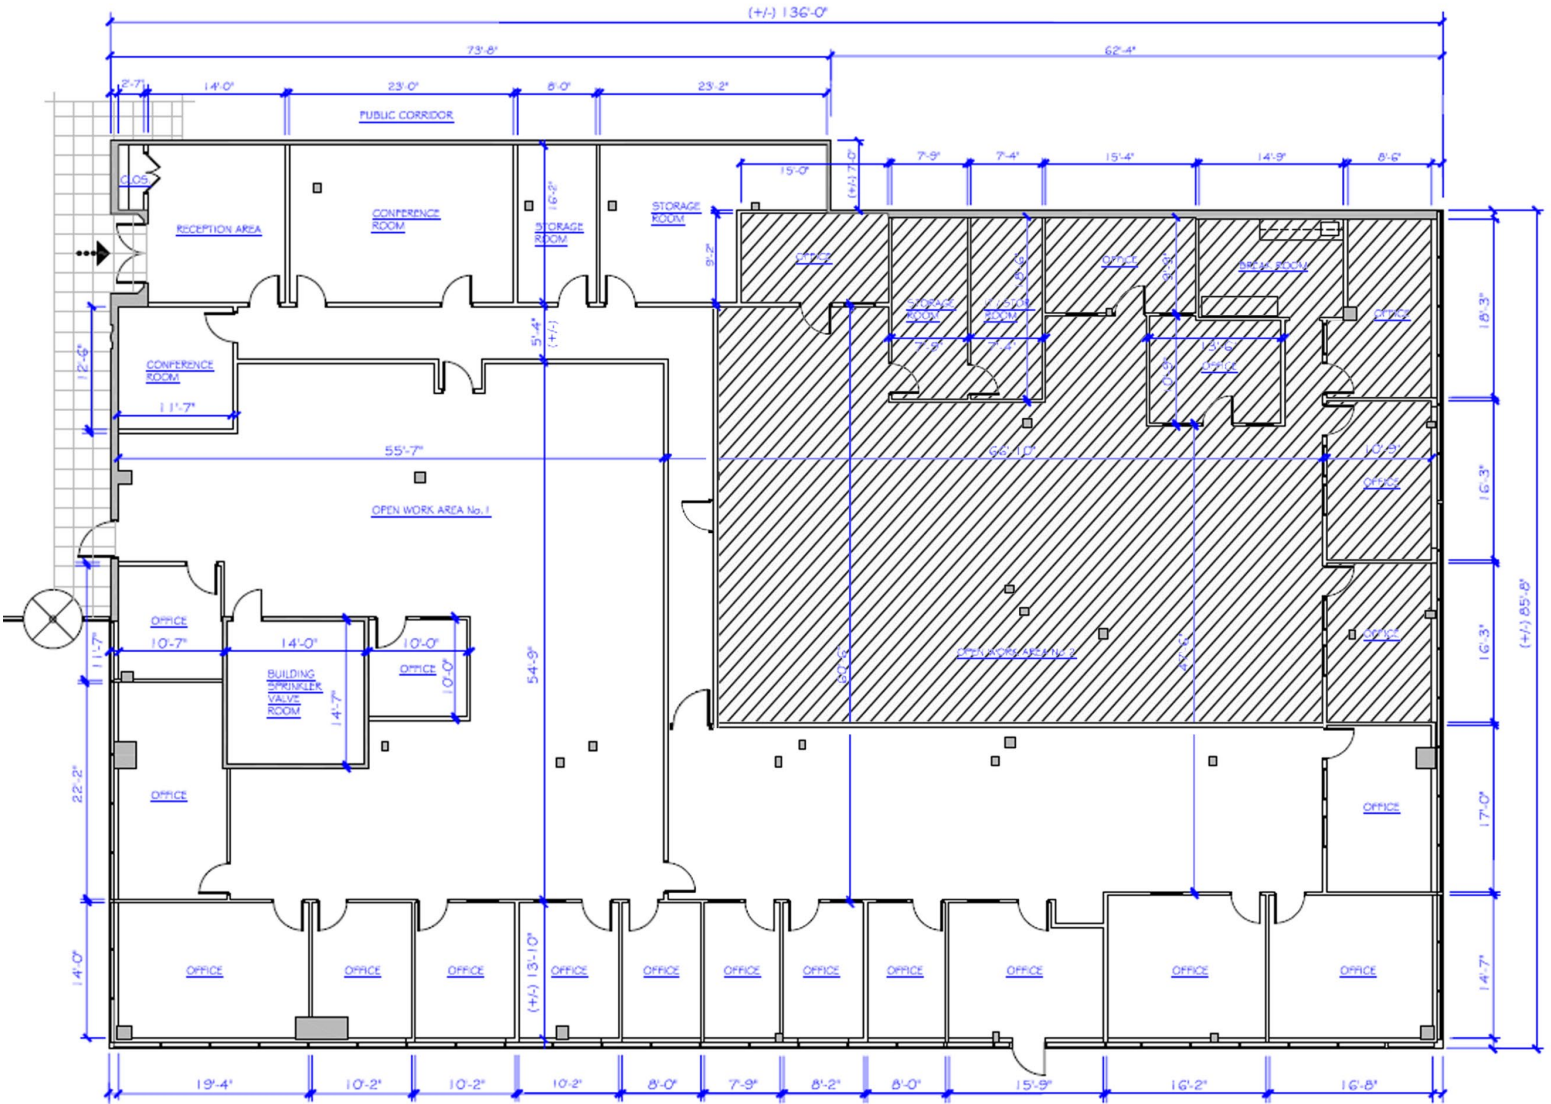 (+/-) 136'-0"
73'-8"
62'-4"
2'-7"
14'-0"
23'-0"
8'-0"
23'-2"
PUBLIC CORRIDOR
(+/-) 7'-0"
15'-0"
7'-9"
7'-4"
15'-4"
14'-9"
8'-6"
CLOS.
RECEPTION AREA
CONFERENCE
ROOM
16'-2"
STORAGE
ROOM
STORAGE
ROOM
9'-2"
OFFICE
STORAGE
ROOM
ROOM
OFFICE
9'-9"
BREAK ROOM
OFFICE
18'-3"
12'-6"
CONFERENCE
ROOM
11'-7"
5'-4"
(+/-)
7'-4"
13'-6"
OFFICE
55'-7"
66'-10"
10'-9"
OFFICE
16'-3"
OPEN WORK AREA No. 1
OFFICE
10'-7"
11'-7"
14'-0"
BUILDING
SPRINKLER
VALVE
ROOM
14'-7"
10'-0"
OFFICE
10'-0"
54'-9"
OPEN WORK AREA No. 2
OFFICE
16'-3"
(+/-) 85'-8"
22'-2"
OFFICE
OFFICE
17'-0"
14'-0"
OFFICE
OFFICE
OFFICE
(+/-) 13'-10"
OFFICE
OFFICE
OFFICE
OFFICE
OFFICE
OFFICE
OFFICE
OFFICE
14'-7"
19'-4"
10'-2"
10'-2"
10'-2"
8'-0"
7'-9"
8'-2"
8'-0"
15'-9"
16'-2"
16'-8"